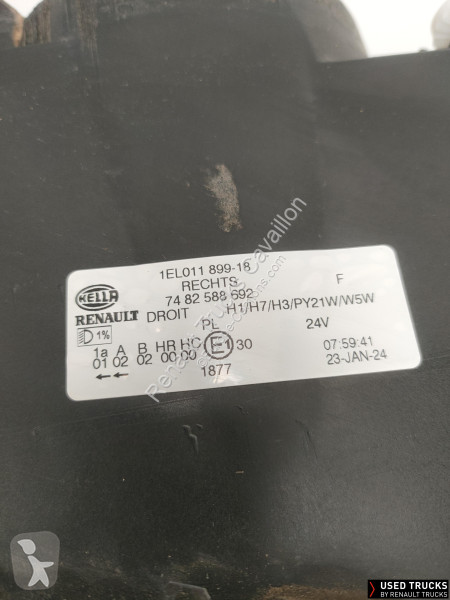 1EL011 899-18
RECHTS F
HELLA 74 82 588 692
RENAULT DROIT H1/H7/H3/PY21W/W5W
1% PL 24V
1a A B HR HC E1 30 07:59:41
01 02 02 00 00 23-JAN-24
←← ← 1877
Renault Trucks Cavaillon
USED TRUCKS
BY RENAULT TRUCKS